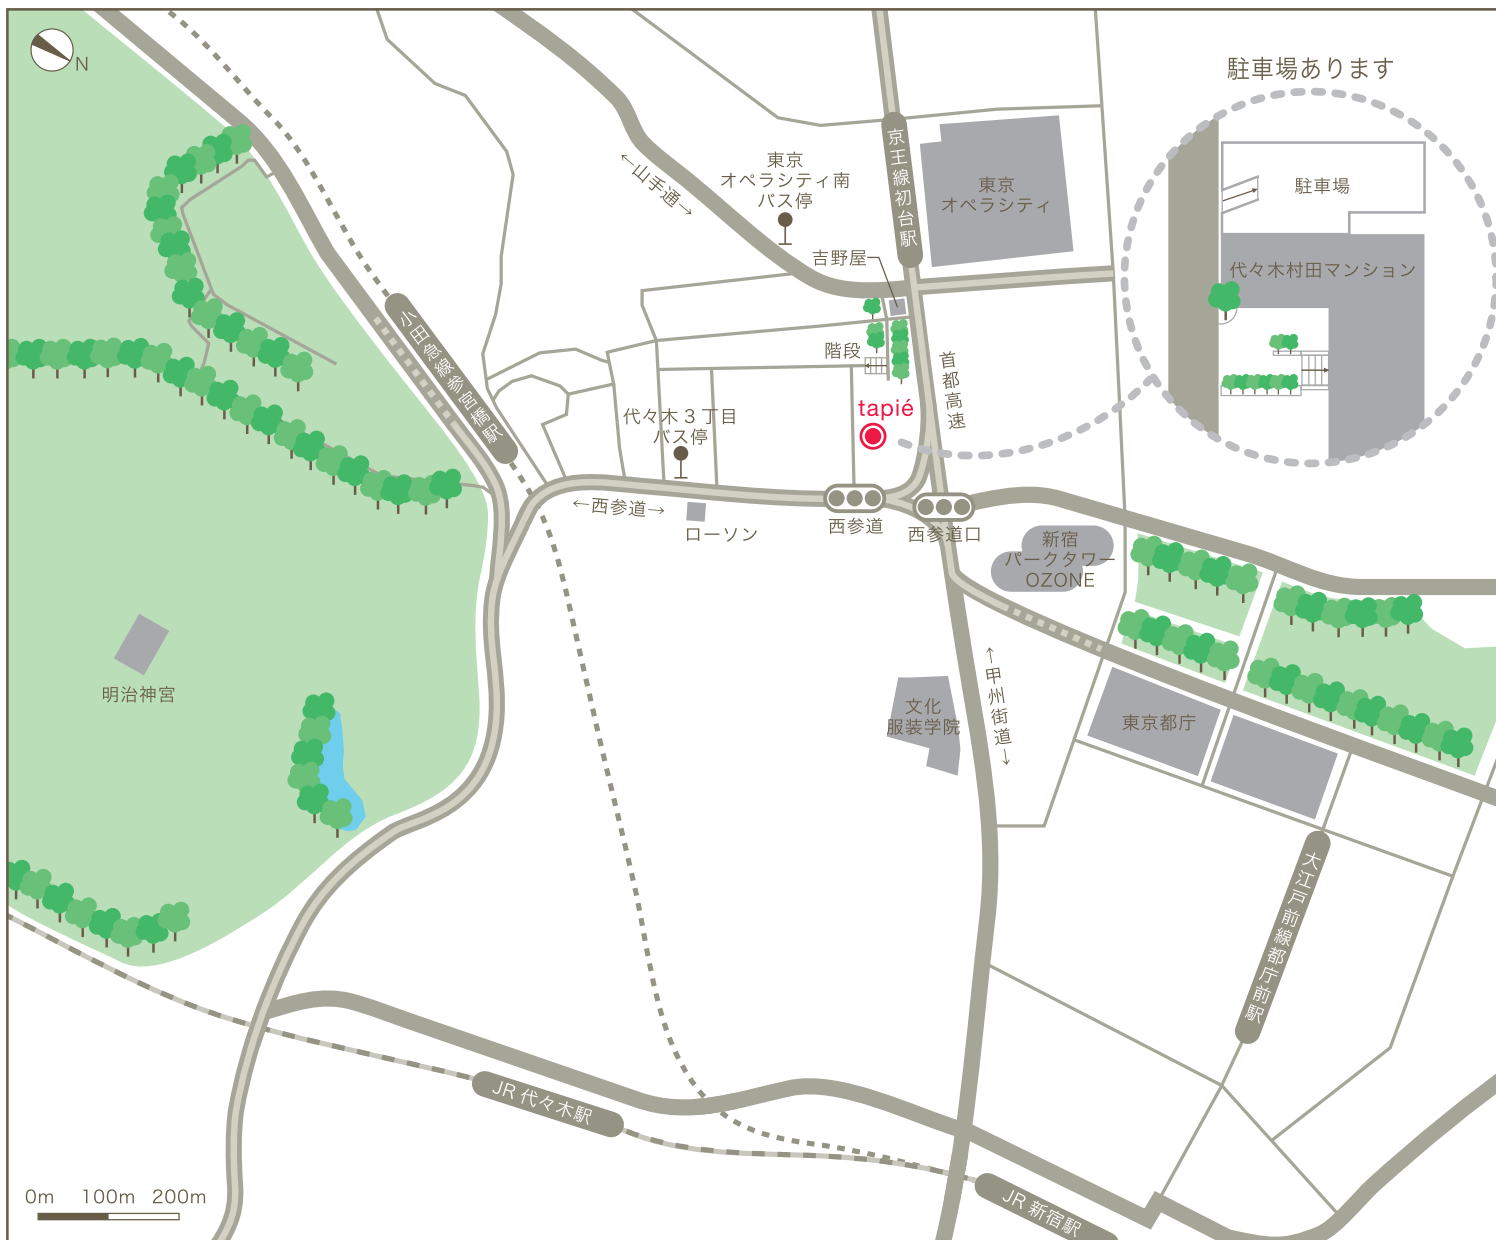 N
駐車場あります
駐車場
代々木村田マンション
京王線初台駅
東京
オペラシティ南
バス停
東京
オペラシティ
←山手通→
吉野屋
階段
首都高速
tapié
小田急線参宮橋駅
代々木3丁目
バス停
←西参道→
ローソン
西参道
西参道口
新宿
パークタワー
OZONE
明治神宮
文化
服装学院
←甲州街道→
東京都庁
大江戸前線都庁前駅
JR 代々木駅
JR 新宿駅
0m 100m 200m